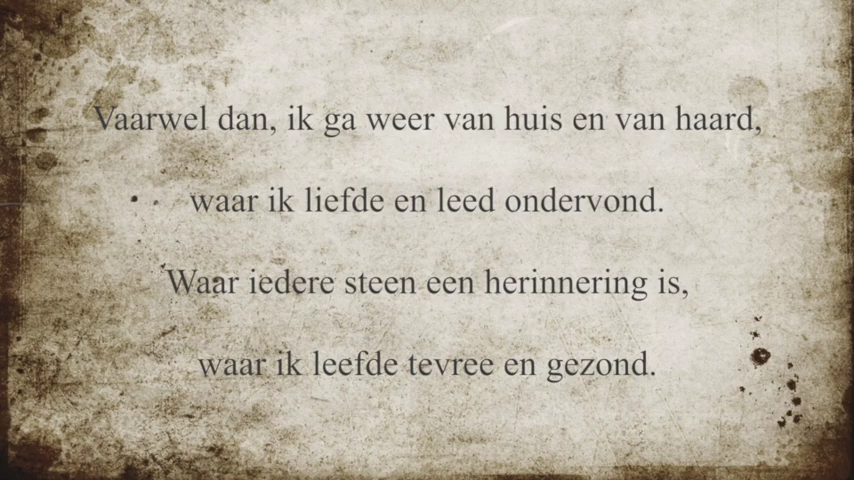 Vaarwel dan, ik ga weer van huis en van haard,
waar ik liefde en leed ondervond.
Waar iedere steen een herinnering is,
waar ik leefde tevree en gezond.